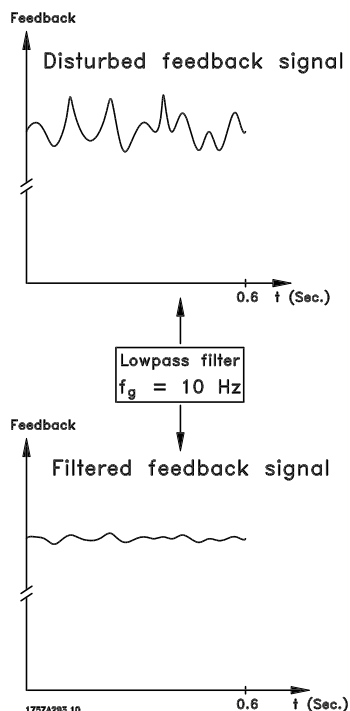 Feedback
Disturbed feedback signal
0.6 t (Sec.)
Lowpass filter
fg = 10 Hz
Feedback
Filtered feedback signal
0.6 t (Sec.)
175ZA293.10